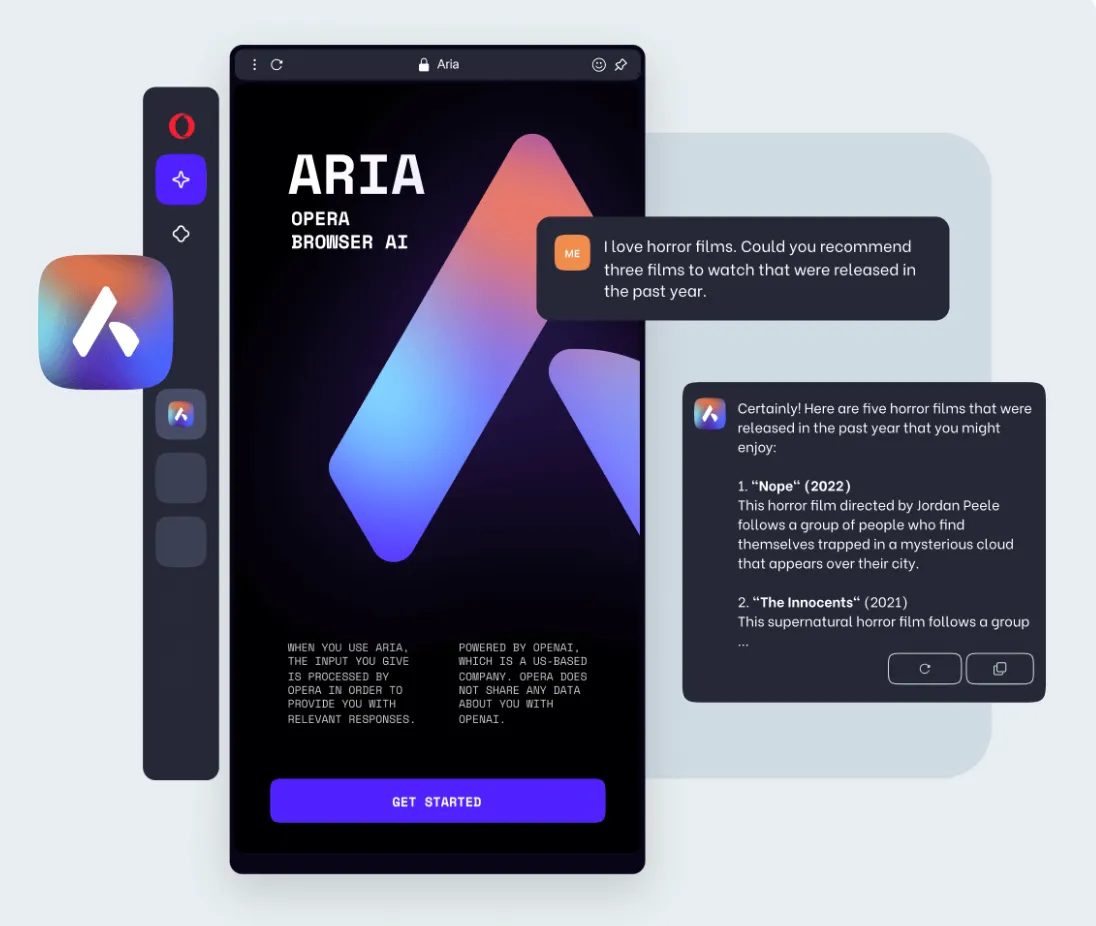 Aria
ARIA
OPERA
BROWSER AI
ME
I love horror films. Could you recommend
three films to watch that were released in
the past year.
Certainly! Here are five horror films that were
released in the past year that you might
enjoy:
1. “Nope“ (2022)
This horror film directed by Jordan Peele
follows a group of people who find
themselves trapped in a mysterious cloud
that appears over their city.
2. “The Innocents“ (2021)
This supernatural horror film follows a group
...
WHEN YOU USE ARIA,
THE INPUT YOU GIVE
IS PROCESSED BY
OPERA IN ORDER TO
PROVIDE YOU WITH
RELEVANT RESPONSES.
POWERED BY OPENAI,
WHICH IS A US-BASED
COMPANY. OPERA DOES
NOT SHARE ANY DATA
ABOUT YOU WITH
OPENAI.
GET STARTED